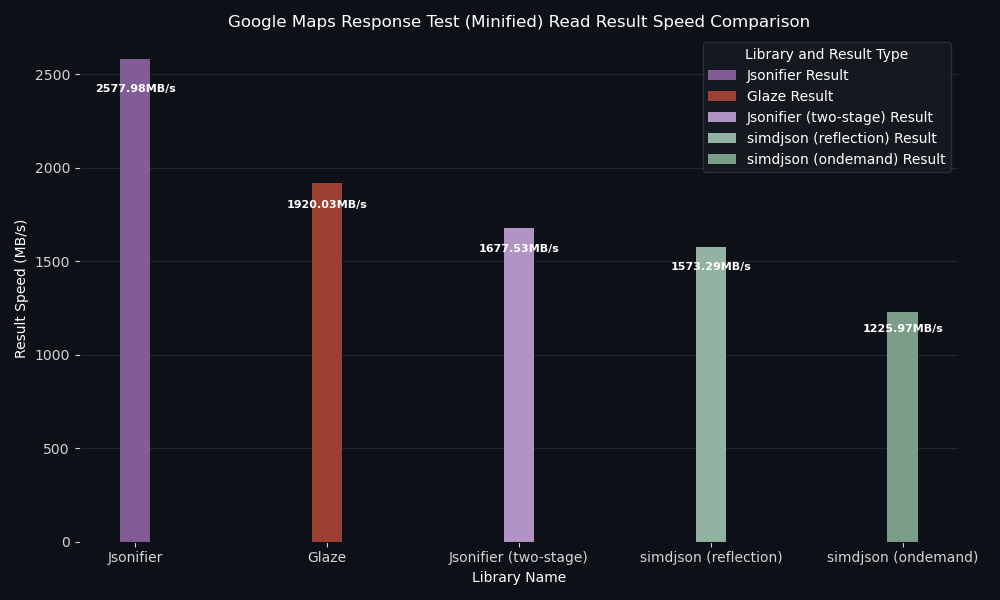 Google Maps Response Test (Minified) Read Result Speed Comparison
Library and Result Type
Jsonifier Result
Glaze Result
Jsonifier (two-stage) Result
simdjson (reflection) Result
simdjson (ondemand) Result
Result Speed (MB/s)
2500
2000
1500
1000
500
0
2577.98MB/s
1920.03MB/s
1677.53MB/s
1573.29MB/s
1225.97MB/s
Jsonifier
Glaze
Jsonifier (two-stage)
simdjson (reflection)
simdjson (ondemand)
Library Name